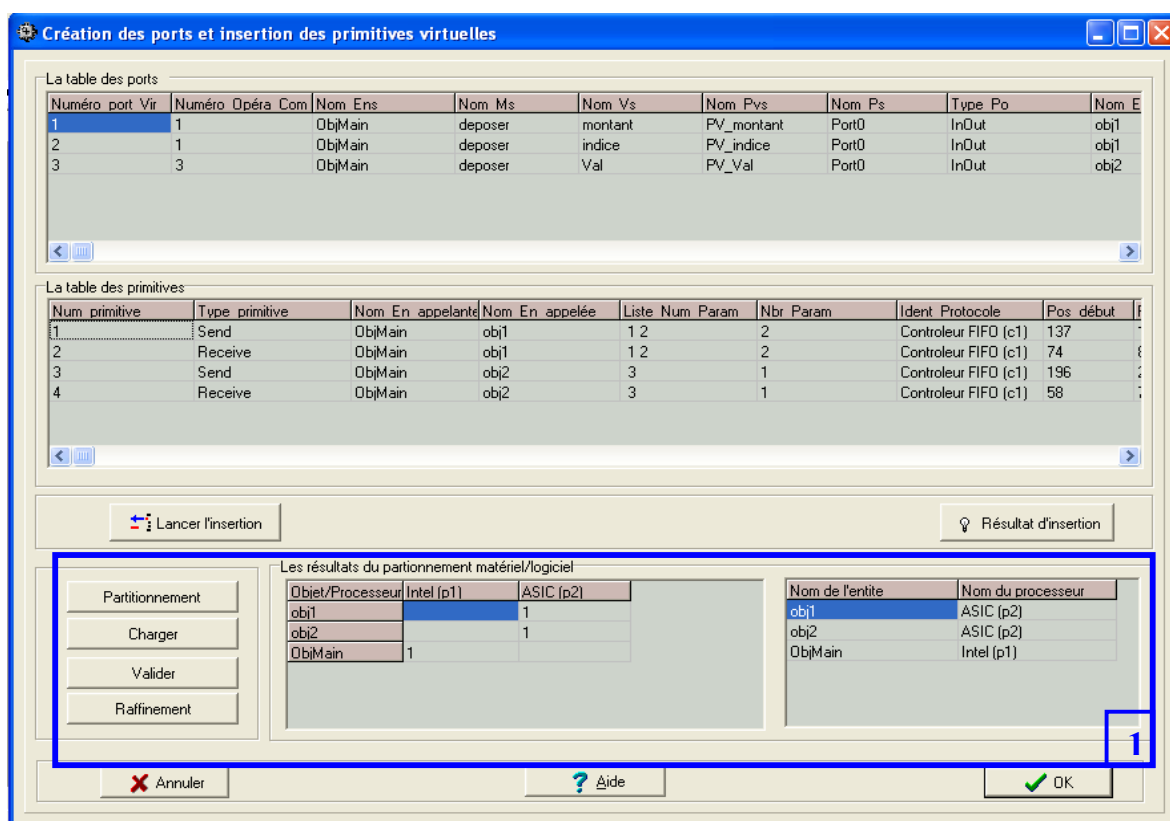 Création des ports et insertion des primitives virtuelles
La table des ports
Numéro port Vir Numéro Opéra Com Nom Ens Nom Ms Nom Vs Nom Pvs Nom Ps Type Po Nom E
1 1 ObjMain deposer montant PV_montant Port0 InOut obj1
2 1 ObjMain deposer indice PV_indice Port0 InOut obj1
3 3 ObjMain deposer Val PV_Val Port0 InOut obj2
La table des primitives
Num primitive Type primitive Nom En appelante Nom En appelée Liste Num Param Nbr Param Ident Protocole Pos début
1 Send ObjMain obj1 1 2 2 Controleur FIFO (c1) 137
2 Receive ObjMain obj1 1 2 2 Controleur FIFO (c1) 74
3 Send ObjMain obj2 3 1 Controleur FIFO (c1) 196
4 Receive ObjMain obj2 3 1 Controleur FIFO (c1) 58
Lancer l'insertion Résultat d'insertion
Les résultats du partionnement matériel/logiciel
Partitionnement
Charger
Valider
Raffinement
Objet/Processeur Intel (p1) ASIC (p2)
obj1 1
obj2 1
ObjMain 1
Nom de l'entite Nom du processeur
obj1 ASIC (p2)
obj2 ASIC (p2)
ObjMain Intel (p1)
1
Annuler Aide OK